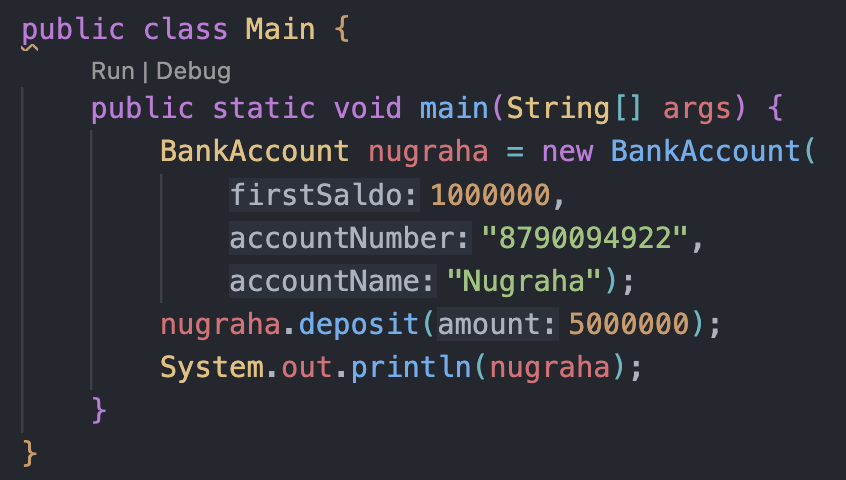 public class Main {
Run | Debug
public static void main(String[] args) {
BankAccount nugraha = new BankAccount(
firstSaldo: 1000000,
accountNumber: "8790094922",
accountName: "Nugraha");
nugraha.deposit(amount: 5000000);
System.out.println(nugraha);
}
}